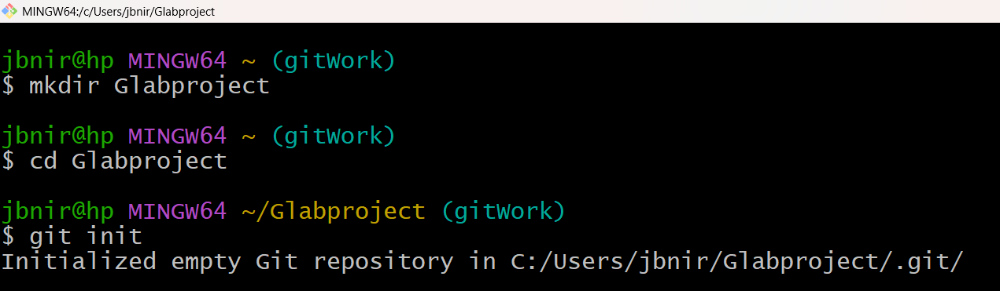 MINGW64:/c/Users/jbnir/Glabproject
jbnir@hp MINGW64 ~ (gitWork)
$ mkdir Glabproject
jbnir@hp MINGW64 ~ (gitWork)
$ cd Glabproject
jbnir@hp MINGW64 ~/Glabproject (gitWork)
$ git init
Initialized empty Git repository in C:/Users/jbnir/Glabproject/.git/